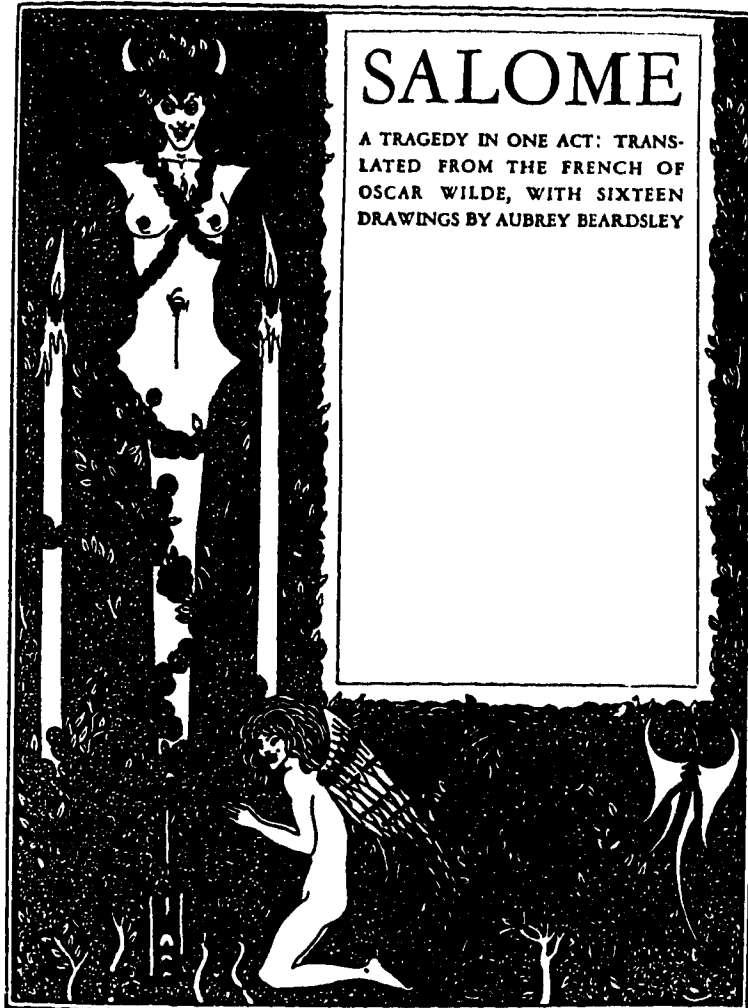 SALOME
A TRAGEDY IN ONE ACT: TRANS-
LATED FROM THE FRENCH OF
OSCAR WILDE, WITH SIXTEEN
DRAWINGS BY AUBREY BEARDSLEY